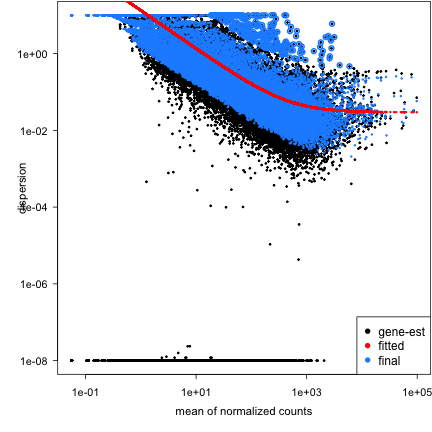 1e+00
1e-02
1e-04
1e-06
1e-08
dispersion
1e-01
1e+01
1e+03
1e+05
mean of normalized counts
gene-est
fitted
final